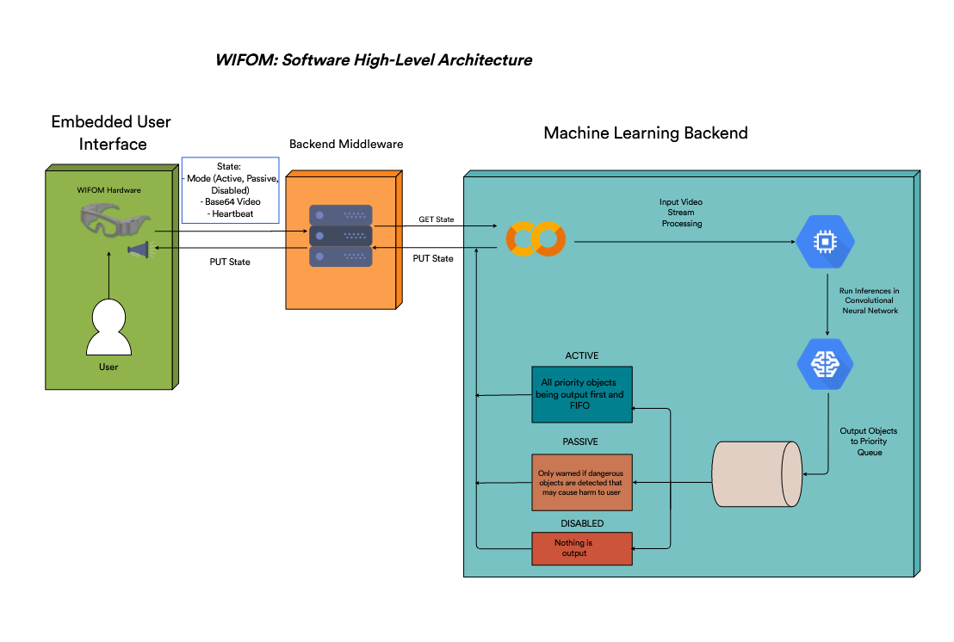 WIFOM: Software High-Level Architecture
Embedded User
Interface
Backend Middleware
Machine Learning Backend
State:
- Mode (Active, Passive,
Disabled)
- Base64 Video
- Heartbeat
WIFOM Hardware
PUT State
User
GET State
PUT State
Input Video
Stream
Processing
Run Inferences in
Convolutional
Neural Network
Output Objects
to Priority
Queue
ACTIVE
All priority objects
being output first and
FIFO
PASSIVE
Only warned if dangerous
objects are detected that
may cause harm to user
DISABLED
Nothing is
output